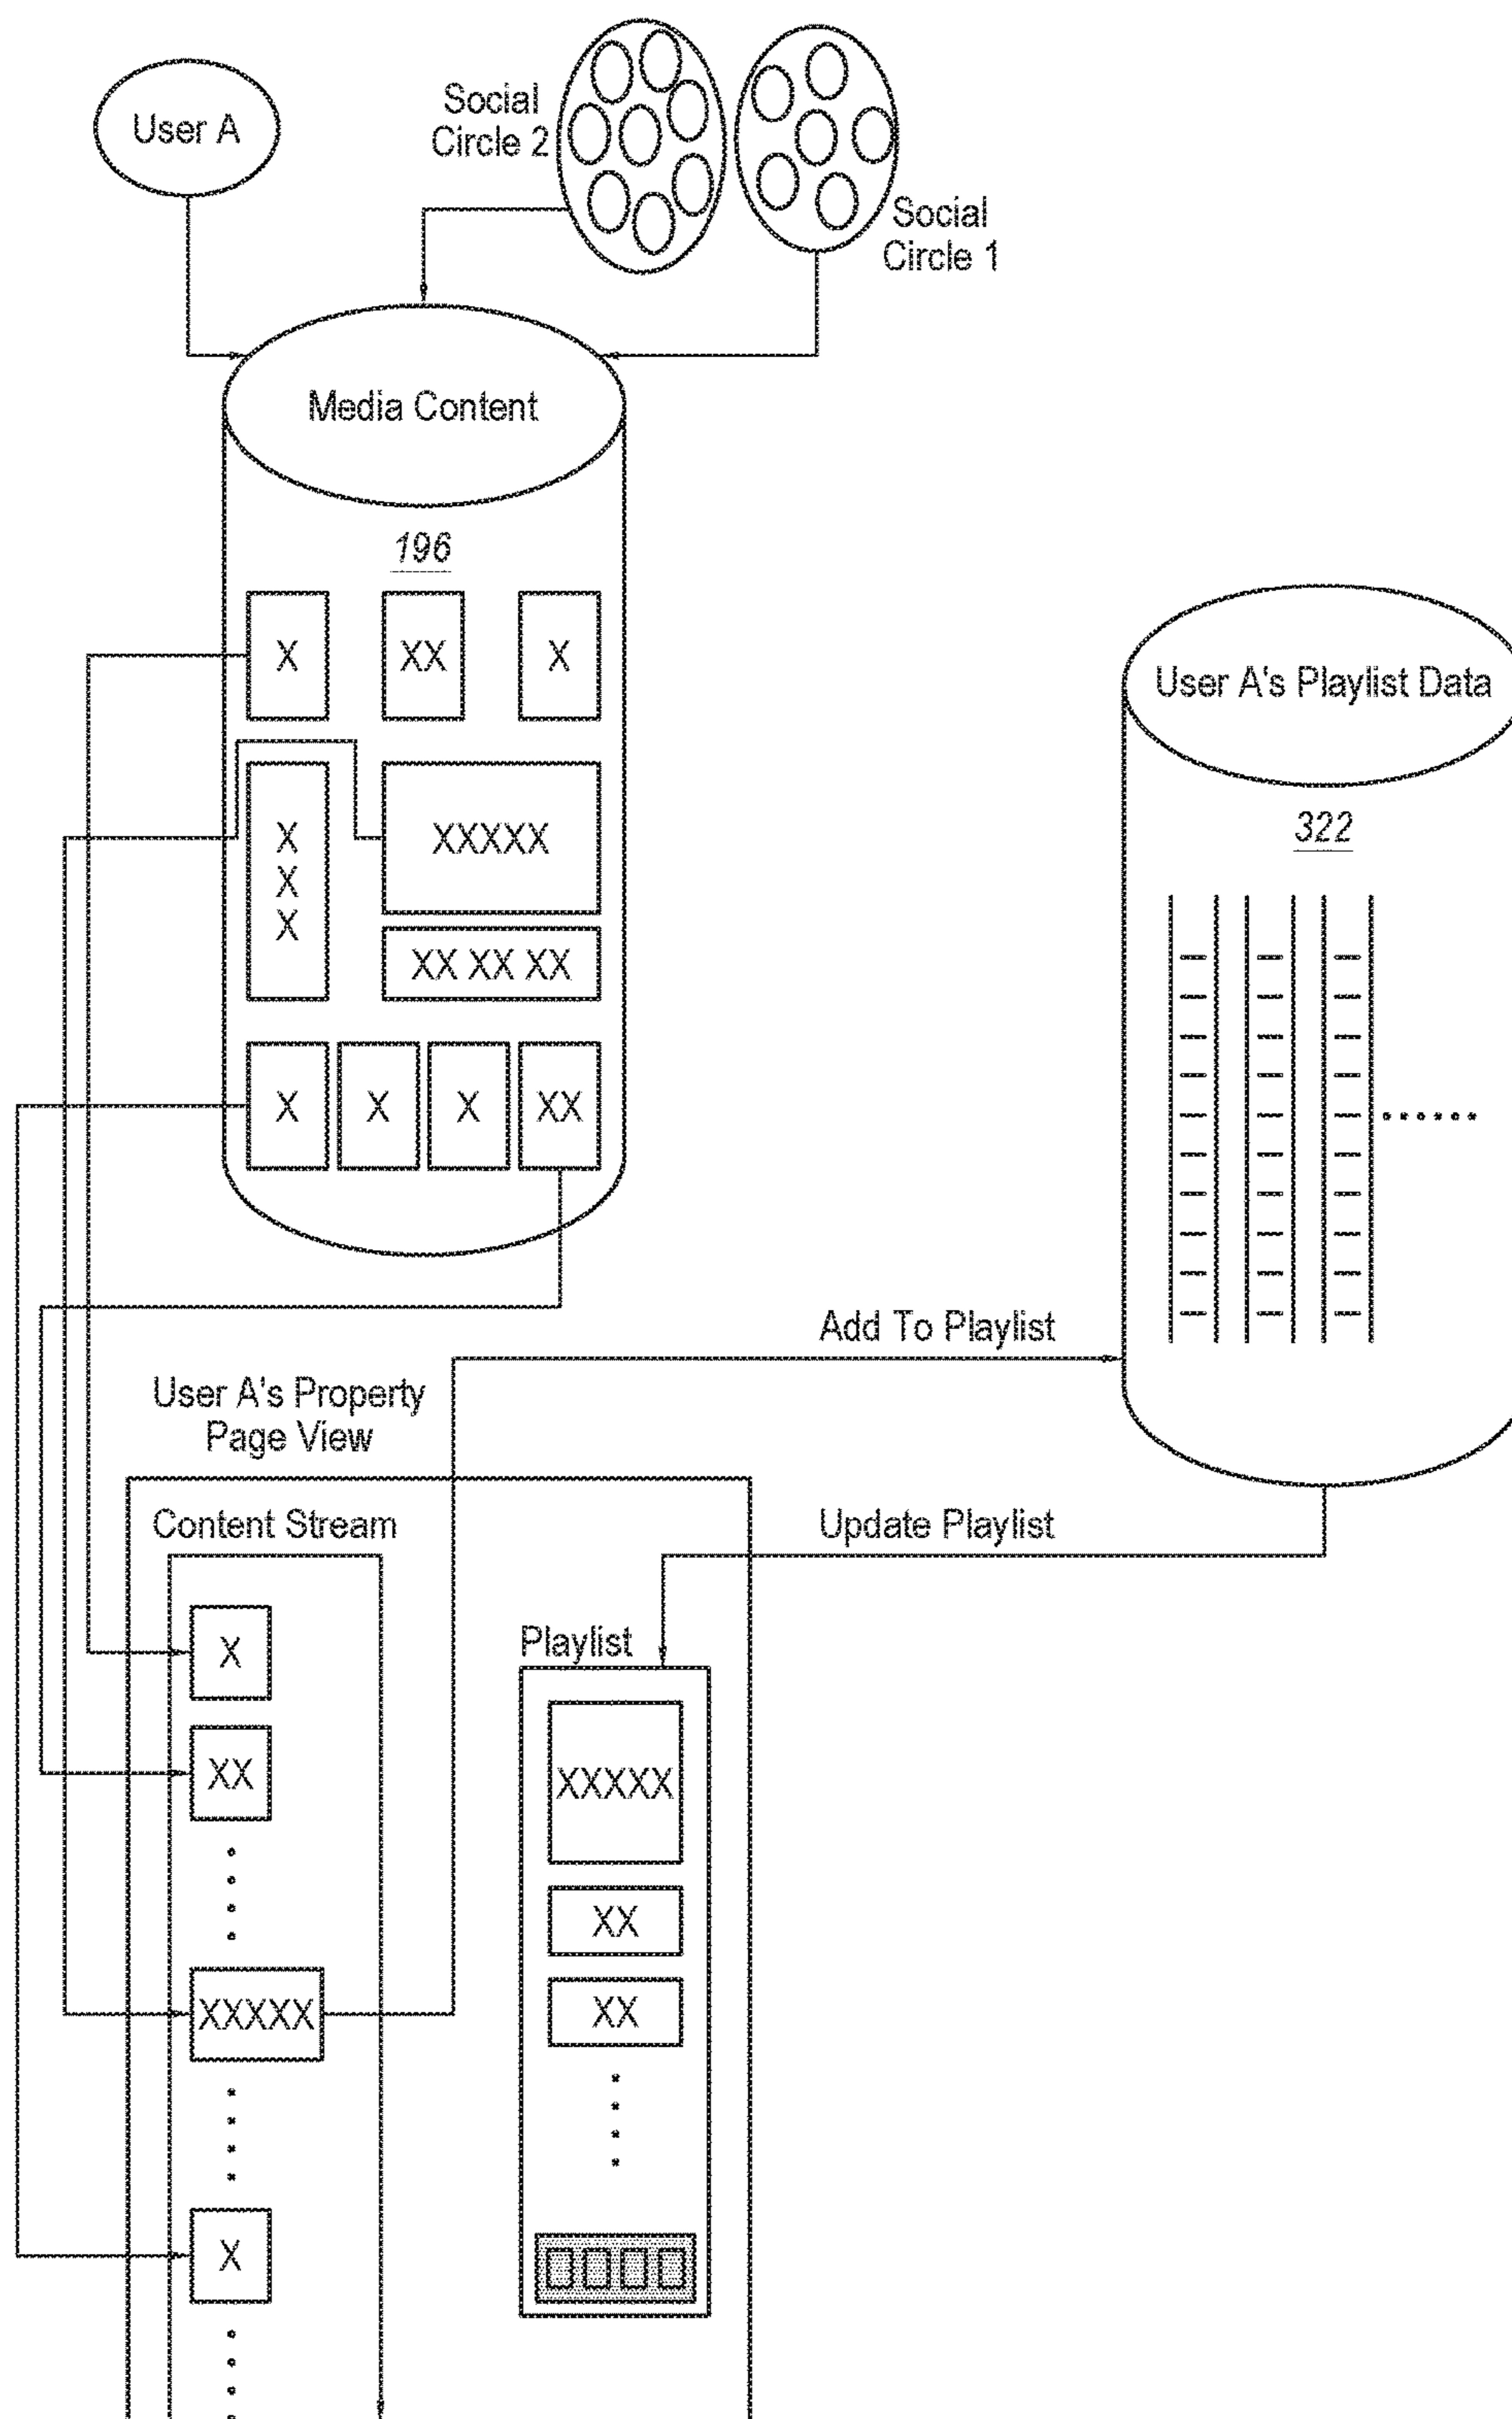 User A
Social
Circle 2
Social
Circle 1
Media Content
196
X
XX
X
X
X
X
XXXXX
XX XX XX
X
X
X
XX
User A's Playlist Data
322
Add To Playlist
User A's Property
Page View
Content Stream
Update Playlist
X
XX
XXXXX
X
Playlist
XXXXX
XX
XX